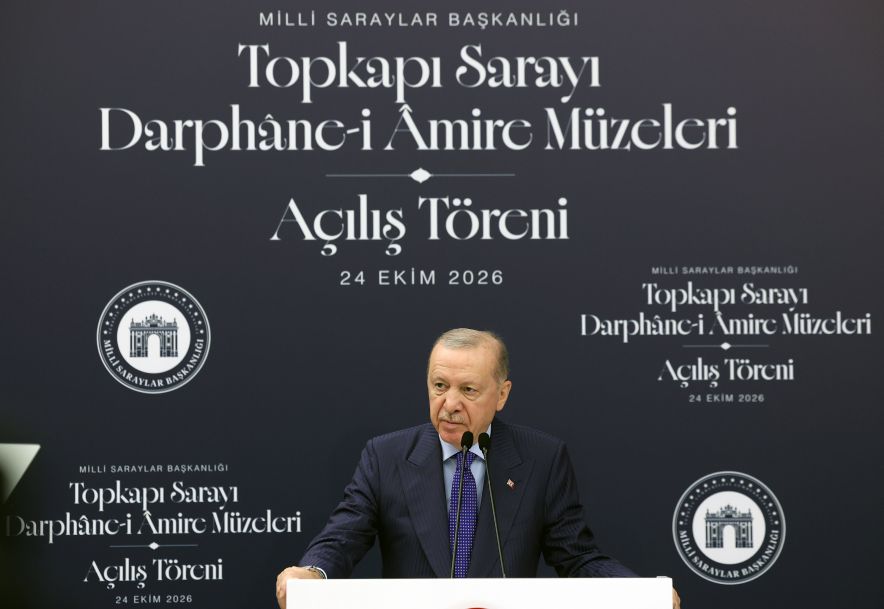 MİLLİ SARAYLAR BAŞKANLIĞI
Topkapı Sarayı
Darphâne-i Âmire Müzeleri
Açılış Töreni
24 EKİM 2026
MİLLİ SARAYLAR BAŞKANLIĞI
MİLLİ SARAYLAR BAŞKANLIĞI
Topkapı Sarayı
Darphâne-i Âmire Müzeleri
Açılış Töreni
24 EKİM 2026
MİLLİ SARAYLAR BAŞKANLIĞI
Topkapı Sarayı
Darphâne-i Âmire Müzeleri
Açılış Töreni
24 EKİM 2026
MİLLİ SARAYLAR BAŞKANLIĞI